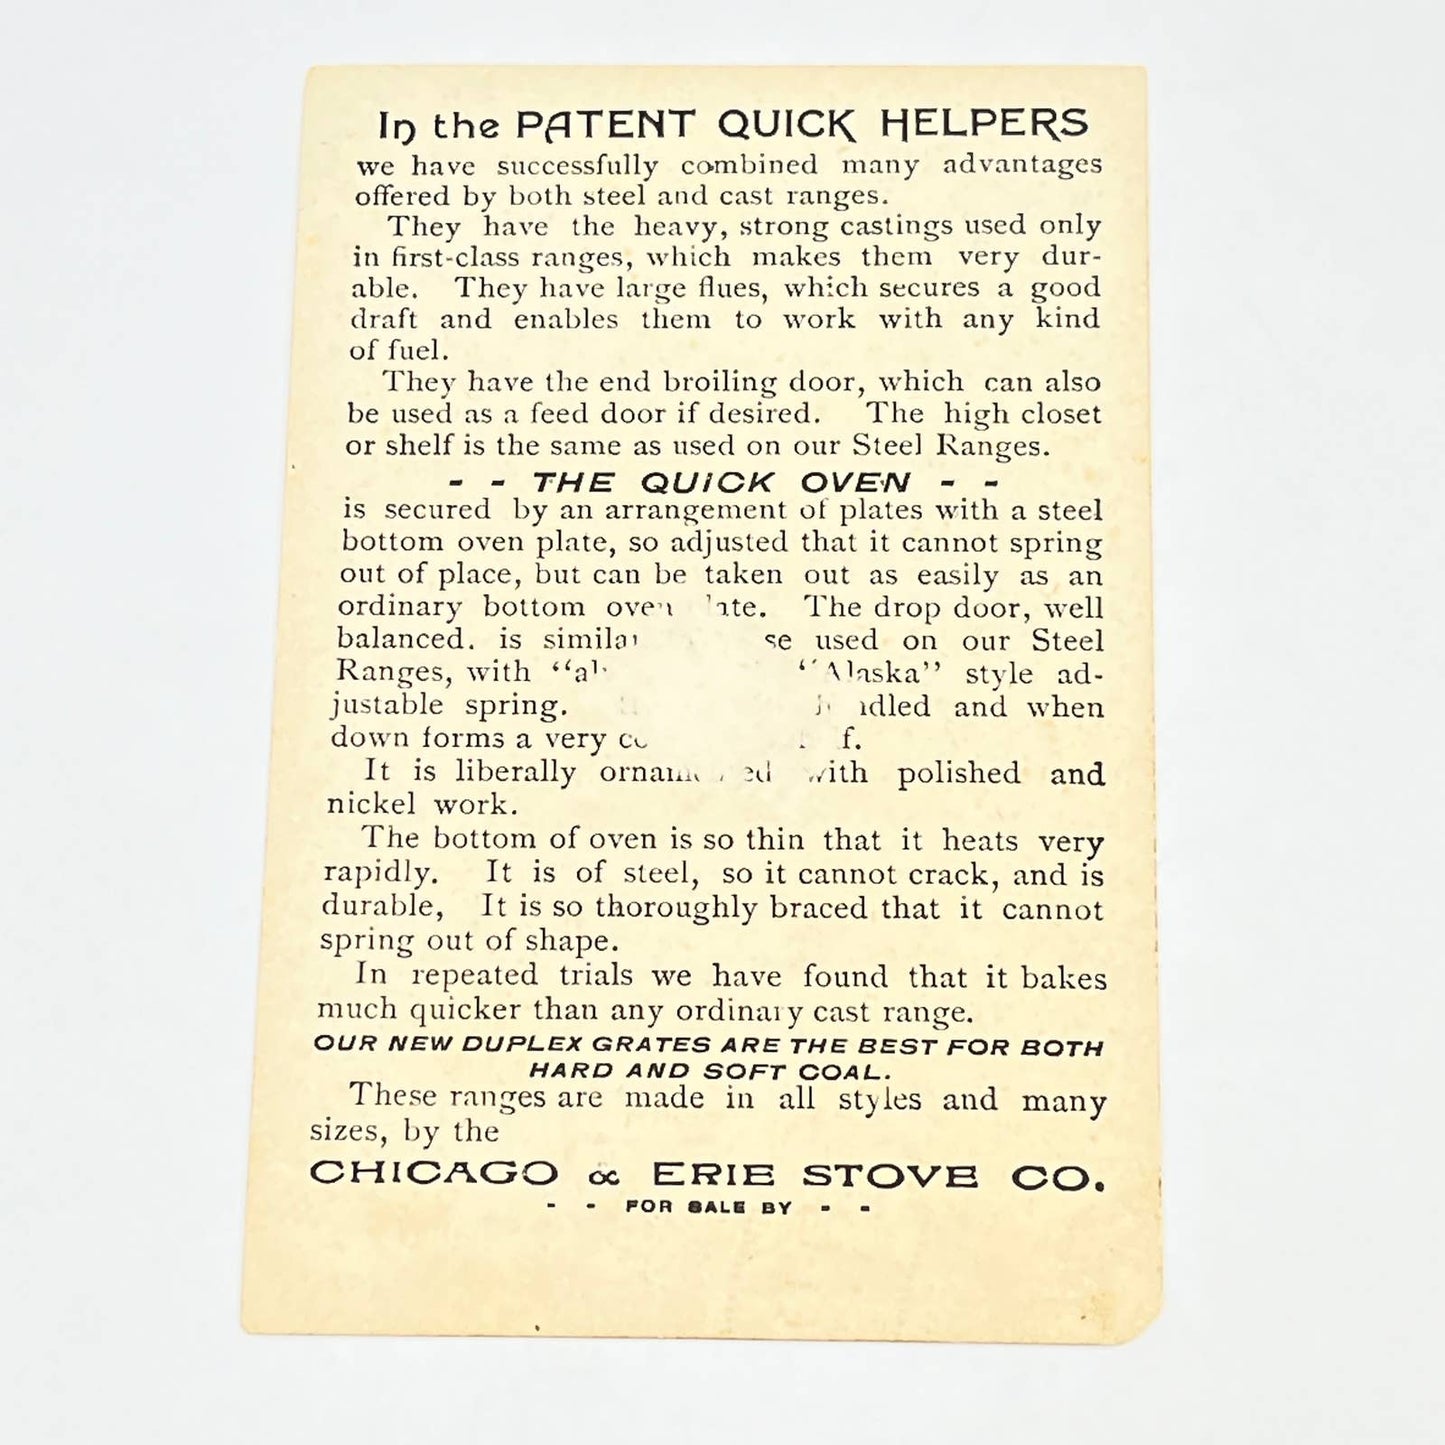 In the PATENT QUICK HELPERS
we have successfully combined many advantages
offered by both steel and cast ranges.
They have the heavy, strong castings used only
in first-class ranges, which makes them very dur-
able. They have large flues, which secures a good
draft and enables them to work with any kind
of fuel.
They have the end broiling door, which can also
be used as a feed door if desired. The high closet
or shelf is the same as used on our Steel Ranges.
- - THE QUICK OVEN - -
is secured by an arrangement of plates with a steel
bottom oven plate, so adjusted that it cannot spring
out of place, but can be taken out as easily as an
ordinary bottom oven The drop door, well
balanced. is similar used on our Steel
Ranges, with "Alaska" style ad-
justable spring. and when
down forms a very
It is liberally with polished and
nickel work.
The bottom of oven is so thin that it heats very
rapidly. It is of steel, so it cannot crack, and is
durable, It is so thoroughly braced that it cannot
spring out of shape.
In repeated trials we have found that it bakes
much quicker than any ordinary cast range.
OUR NEW DUPLEX GRATES ARE THE BEST FOR BOTH
HARD AND SOFT COAL.
These ranges are made in all styles and many
sizes, by the
CHICAGO & ERIE STOVE CO.
- - FOR SALE BY - -